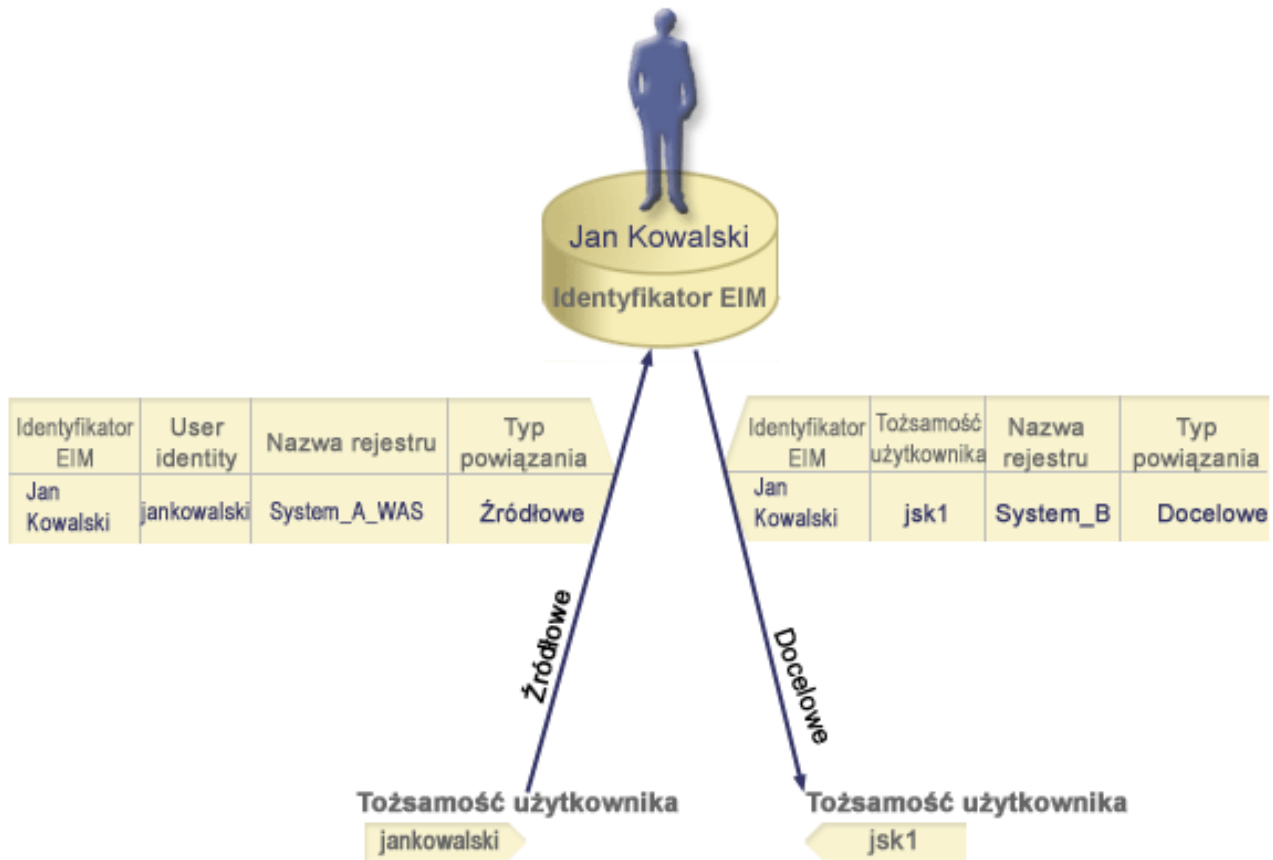 Jan Kowalski
Identyfikator EIM
Identyfikator EIM
User identity
Nazwa rejestru
Typ powiązania
Jan Kowalski
jankowalski
System_A_WAS
Źródłowe
Identyfikator EIM
Tożsamość użytkownika
Nazwa rejestru
Typ powiązania
Jan Kowalski
jsk1
System_B
Docelowe
Źródłowe
Docelowe
Tożsamość użytkownika
jankowalski
Tożsamość użytkownika
jsk1